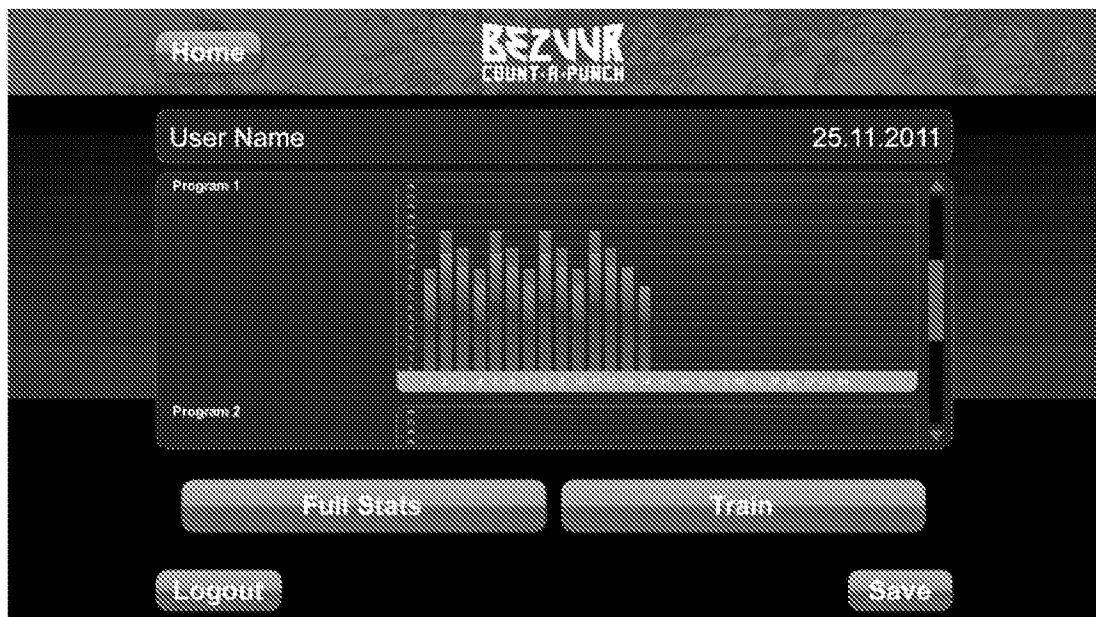 Home
BEZVVR
COUNT·A·PUNCH
User Name 25.11.2011
Program 1
Program 2
Full Stats Train
Logout Save